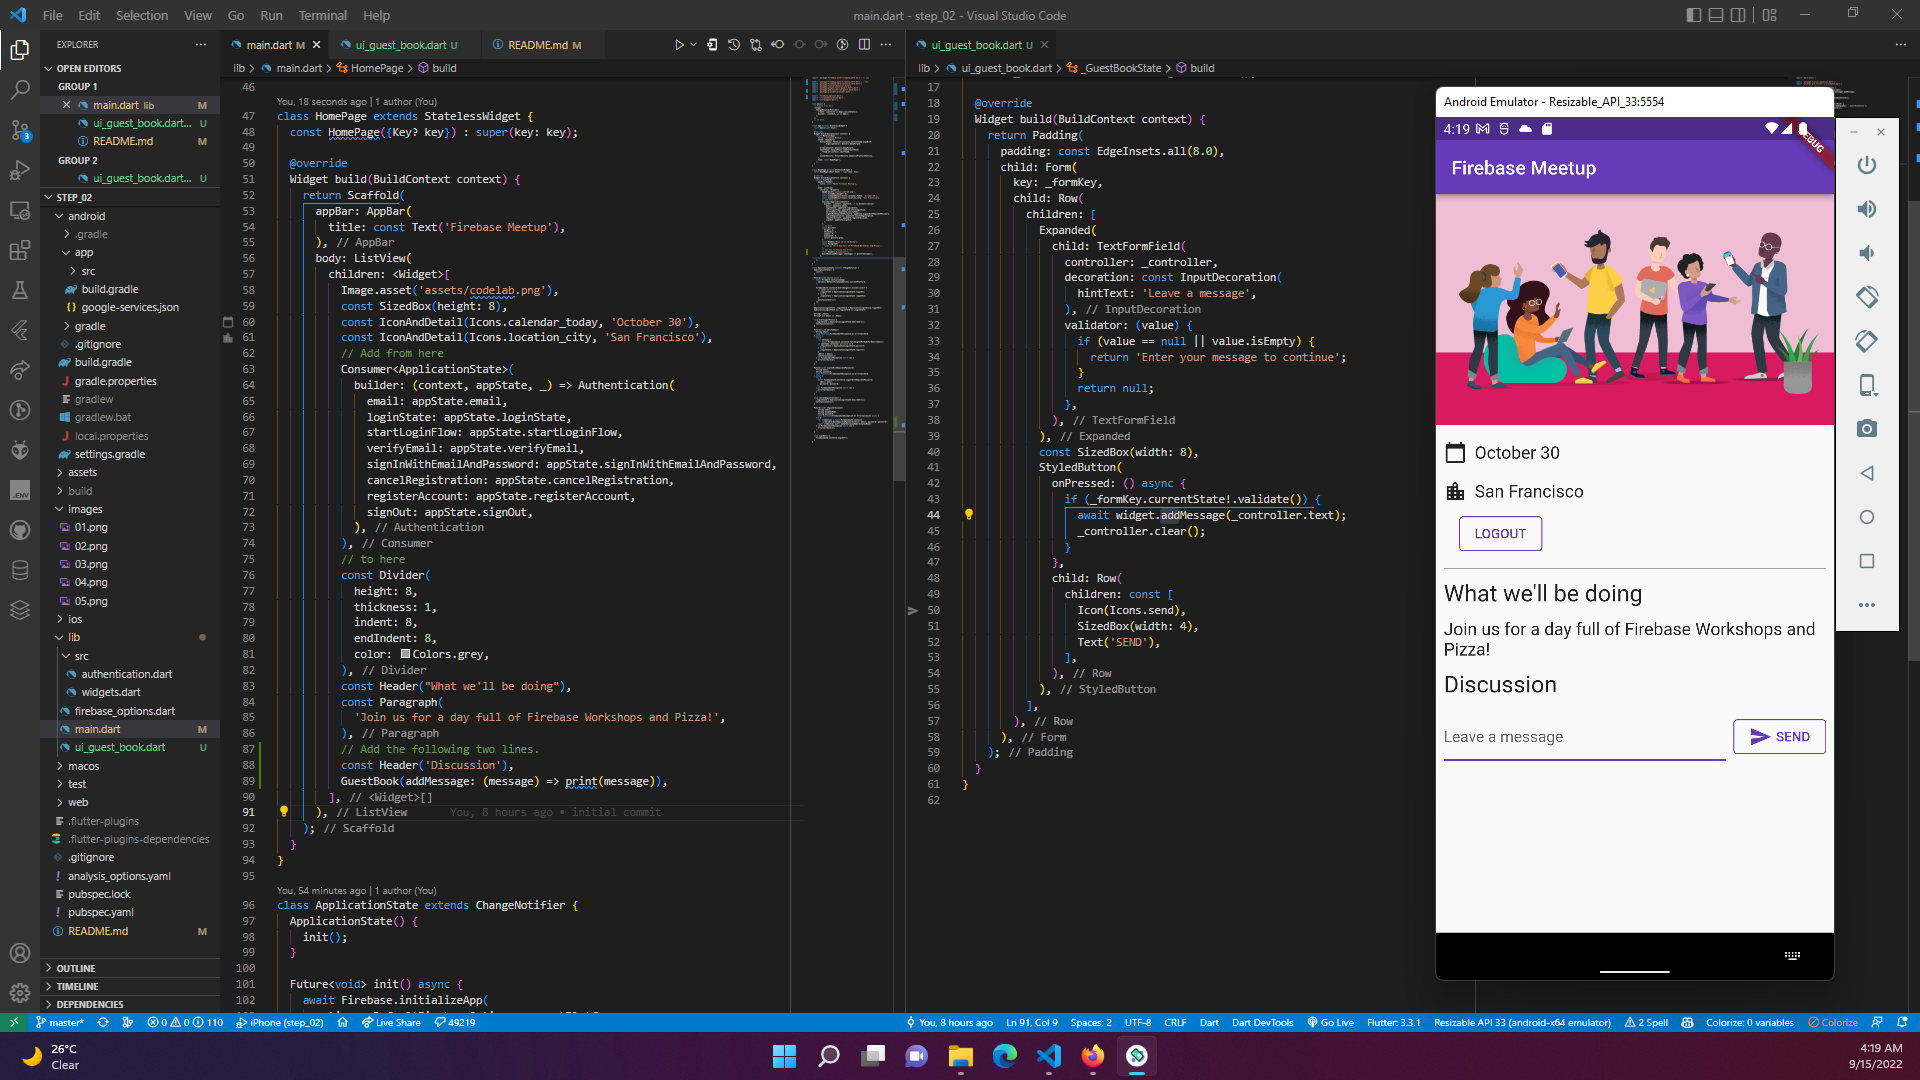 File Edit Selection View Go Run Terminal Help
main.dart - step_02 - Visual Studio Code
EXPLORER
OPEN EDITORS
GROUP 1
main.dart lib M
ui_guest_book.dart... U
README.md M
GROUP 2
ui_guest_book.dart... U
STEP_02
android
.gradle
app
src
build.gradle
google-services.json
gradle
.gitignore
build.gradle
gradle.properties
gradlew
gradlew.bat
local.properties
settings.gradle
assets
build
images
01.png
02.png
03.png
04.png
05.png
ios
lib
src
authentication.dart
widgets.dart
firebase_options.dart
main.dart M
ui_guest_book.dart U
macos
test
web
.flutter-plugins
.flutter-plugins-dependencies
.gitignore
analysis_options.yaml
pubspec.lock
pubspec.yaml
README.md M
OUTLINE
TIMELINE
DEPENDENCIES
main.dart M
ui_guest_book.dart U
README.md M
lib > main.dart > HomePage > build
46
You, 18 seconds ago | 1 author (You)
47 class HomePage extends StatelessWidget {
48 const HomePage({Key? key}) : super(key: key);
49
50 @override
51 Widget build(BuildContext context) {
52 return Scaffold(
53 appBar: AppBar(
54 title: const Text('Firebase Meetup'),
55 ), // AppBar
56 body: ListView(
57 children: <Widget>[
58 Image.asset('assets/codelab.png'),
59 const SizedBox(height: 8),
60 const IconAndDetail(Icons.calendar_today, 'October 30'),
61 const IconAndDetail(Icons.location_city, 'San Francisco'),
62 // Add from here
63 Consumer<ApplicationState>(
64 builder: (context, appState, _) => Authentication(
65 email: appState.email,
66 loginState: appState.loginState,
67 startLoginFlow: appState.startLoginFlow,
68 verifyEmail: appState.verifyEmail,
69 signInWithEmailAndPassword: appState.signInWithEmailAndPassword,
70 cancelRegistration: appState.cancelRegistration,
71 registerAccount: appState.registerAccount,
72 signOut: appState.signOut,
73 ), // Authentication
74 ), // Consumer
75 // to here
76 const Divider(
77 height: 8,
78 thickness: 1,
79 indent: 8,
80 endIndent: 8,
81 color: Colors.grey,
82 ), // Divider
83 const Header("What we'll be doing"),
84 const Paragraph(
85 'Join us for a day full of Firebase Workshops and Pizza!',
86 ), // Paragraph
87 // Add the following two lines.
88 const Header('Discussion'),
89 GuestBook(addMessage: (message) => print(message)),
90 ], // <Widget>[]
91 ), // ListView You, 8 hours ago • initial commit
92 ); // Scaffold
93 }
94 }
95
You, 54 minutes ago | 1 author (You)
96 class ApplicationState extends ChangeNotifier {
97 ApplicationState() {
98 init();
99 }
100
101 Future<void> init() async {
102 await Firebase.initializeApp(
ui_guest_book.dart U
lib > ui_guest_book.dart > _GuestBookState > build
17
18 @override
19 Widget build(BuildContext context) {
20 return Padding(
21 padding: const EdgeInsets.all(8.0),
22 child: Form(
23 key: _formKey,
24 child: Row(
25 children: [
26 Expanded(
27 child: TextFormField(
28 controller: _controller,
29 decoration: const InputDecoration(
30 hintText: 'Leave a message',
31 ), // InputDecoration
32 validator: (value) {
33 if (value == null || value.isEmpty) {
34 return 'Enter your message to continue';
35 }
36 return null;
37 },
38 ), // TextFormField
39 ), // Expanded
40 const SizedBox(width: 8),
41 StyledButton(
42 onPressed: () async {
43 if (_formKey.currentState!.validate()) {
44 await widget.addMessage(_controller.text);
45 _controller.clear();
46 }
47 },
48 child: Row(
49 children: const [
50 Icon(Icons.send),
51 SizedBox(width: 4),
52 Text('SEND'),
53 ],
54 ), // Row
55 ), // StyledButton
56 ],
57 ), // Row
58 ), // Form
59 ); // Padding
60 }
61 }
62
Android Emulator - Resizable_API_33:5554
4:19
DEBUG
Firebase Meetup
October 30
San Francisco
LOGOUT
What we'll be doing
Join us for a day full of Firebase Workshops and
Pizza!
Discussion
Leave a message
SEND
master* 0 0 110 iPhone (step_02) Live Share 49219
You, 8 hours ago Ln 91, Col 9 Spaces: 2 UTF-8 CRLF Dart Dart DevTools Go Live Flutter: 3.3.1 Resizable API 33 (android-x64 emulator) 2 Spell Colorize: 0 variables Colorize
26°C
Clear
4:19 AM
9/15/2022